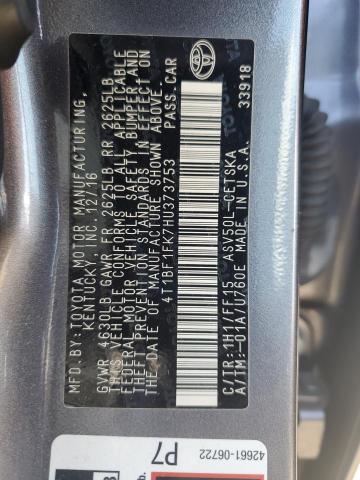 MFD. BY: TOYOTA MOTOR MANUFACTURING,
KENTUCKY, INC. 12/16
GVWR 4630LB GAWR FR 2625LB RR 2625LB
THIS VEHICLE CONFORMS TO ALL APPLICABLE
FEDERAL MOTOR VEHICLE SAFETY, BUMPER, AND
THEFT PREVENTION STANDARDS IN EFFECT ON
THE DATE OF MANUFACTURE SHOWN ABOVE.
4T1BF1FK7HU373753 PASS.CAR
C/TR: 1H1/FF15 ASV50L-CETSKA
A/TM: -01A/U760E MADE IN U.S.A.
33918
42661-06722
P7